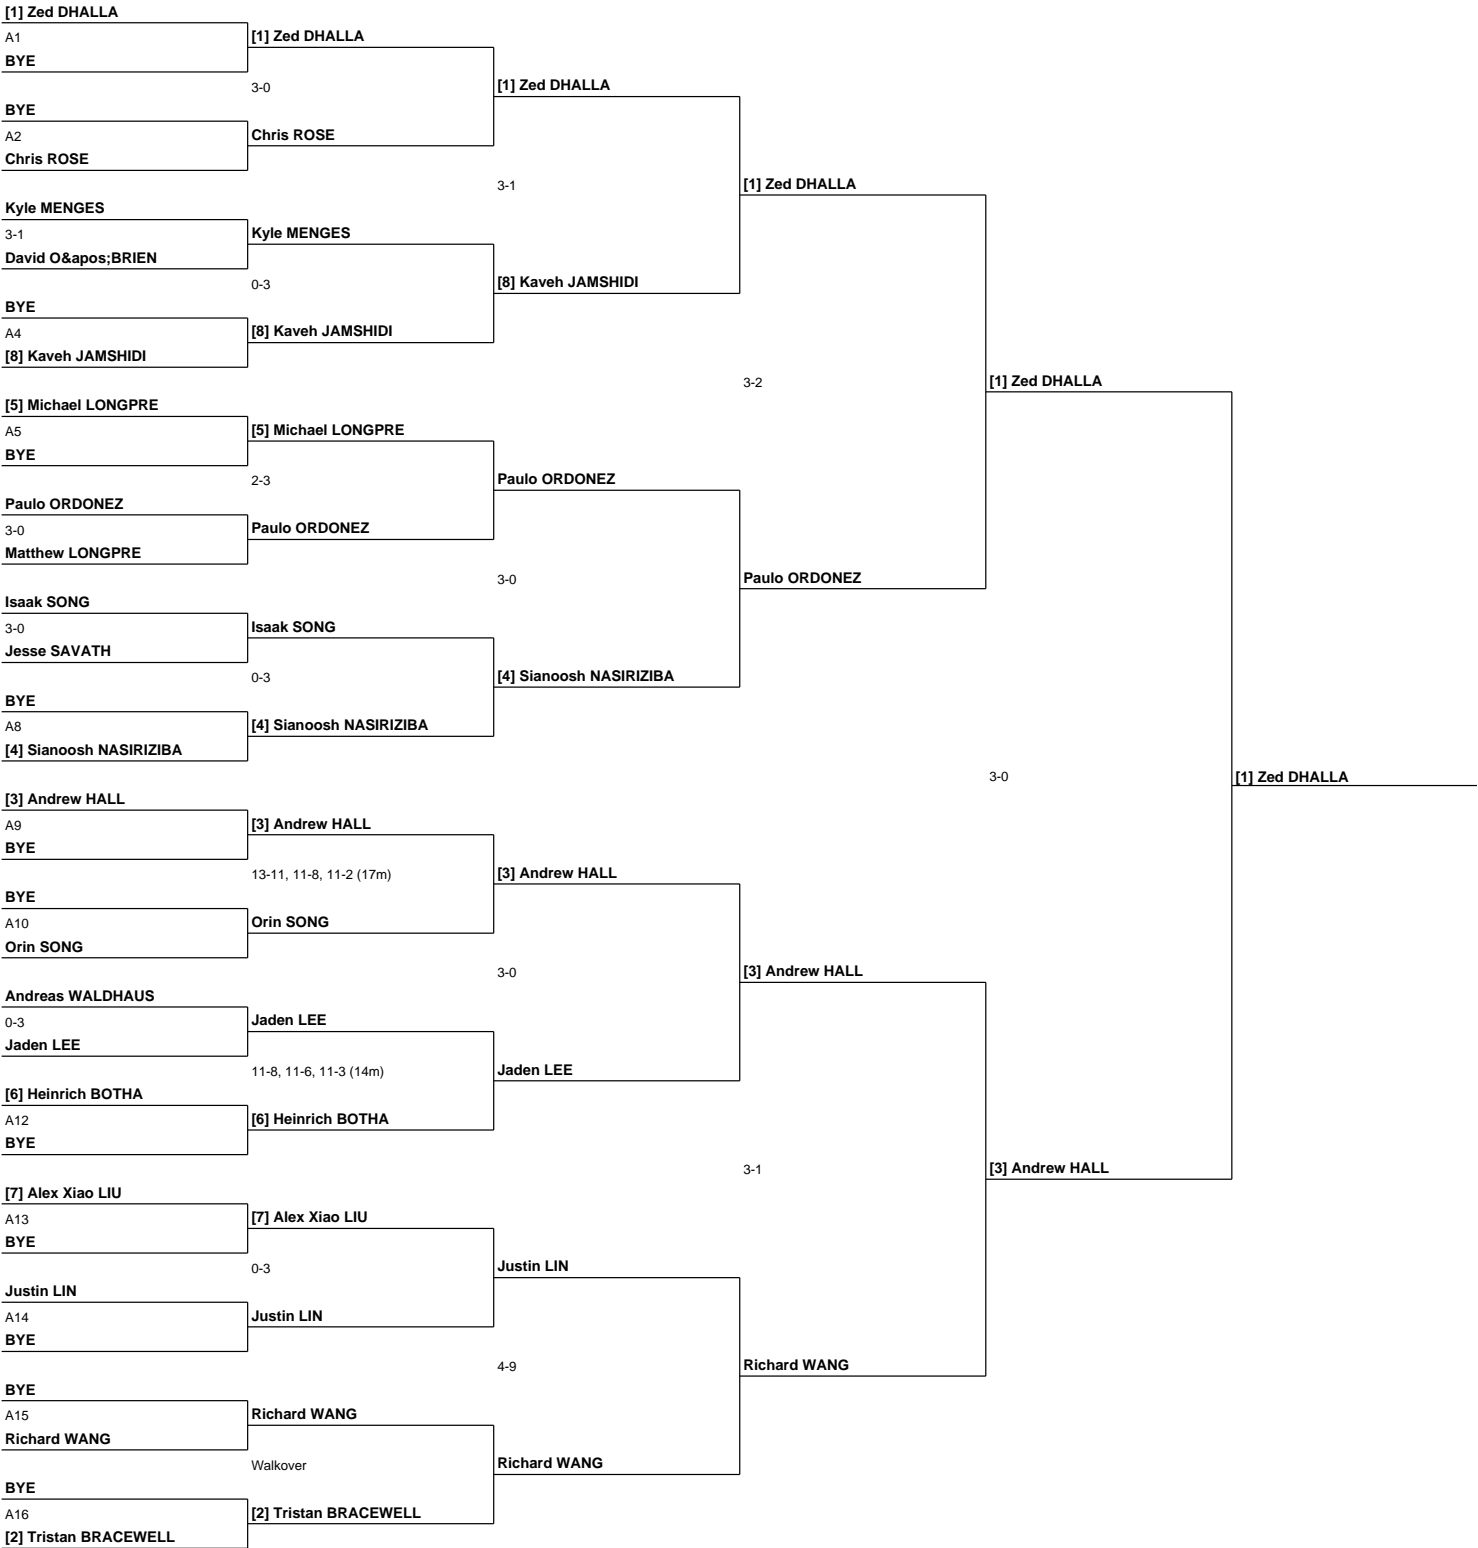 [1] Zed DHALLA
A1
BYE
BYE
A2
Chris ROSE
Kyle MENGES
3-1
David O&apos;BRIEN
BYE
A4
[8] Kaveh JAMSHIDI
[5] Michael LONGPRE
A5
BYE
Paulo ORDONEZ
3-0
Matthew LONGPRE
Isaak SONG
3-0
Jesse SAVATH
BYE
A8
[4] Sianoosh NASIRIZIBA
[3] Andrew HALL
A9
BYE
BYE
A10
Orin SONG
Andreas WALDHAUS
0-3
Jaden LEE
[6] Heinrich BOTHA
A12
BYE
[7] Alex Xiao LIU
A13
BYE
Justin LIN
A14
BYE
BYE
A15
Richard WANG
BYE
A16
[2] Tristan BRACEWELL
[1] Zed DHALLA
3-0
Chris ROSE
Kyle MENGES
0-3
[8] Kaveh JAMSHIDI
[5] Michael LONGPRE
2-3
Paulo ORDONEZ
Isaak SONG
0-3
[4] Sianoosh NASIRIZIBA
[3] Andrew HALL
13-11, 11-8, 11-2 (17m)
Orin SONG
Jaden LEE
11-8, 11-6, 11-3 (14m)
[6] Heinrich BOTHA
[7] Alex Xiao LIU
0-3
Justin LIN
Richard WANG
Walkover
[2] Tristan BRACEWELL
[1] Zed DHALLA
3-1
[8] Kaveh JAMSHIDI
Paulo ORDONEZ
3-0
[4] Sianoosh NASIRIZIBA
[3] Andrew HALL
3-0
Jaden LEE
Justin LIN
4-9
Richard WANG
[1] Zed DHALLA
3-2
Paulo ORDONEZ
[3] Andrew HALL
3-1
Richard WANG
[1] Zed DHALLA
3-0
[3] Andrew HALL
[1] Zed DHALLA